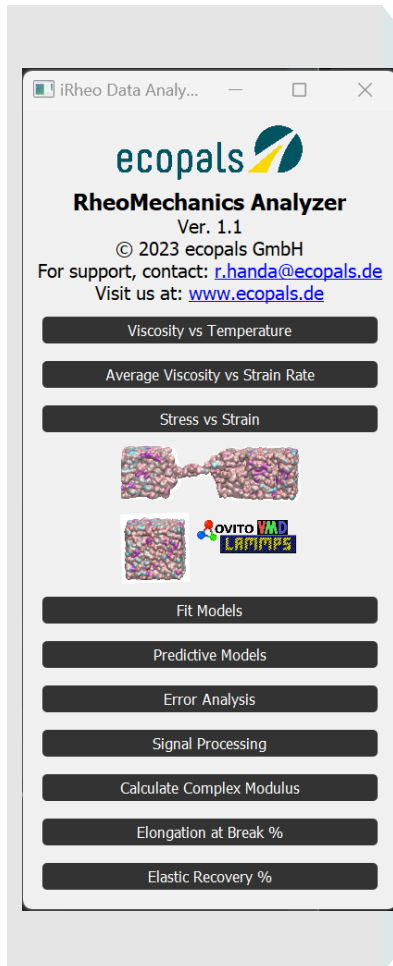 iRheo Data Analy...
ecopals
RheoMechanics Analyzer
Ver. 1.1
© 2023 ecopals GmbH
For support, contact: r.handa@ecopals.de
Visit us at: www.ecopals.de
Viscosity vs Temperature
Average Viscosity vs Strain Rate
Stress vs Strain
OVITO VMD
LAMMPS
Fit Models
Predictive Models
Error Analysis
Signal Processing
Calculate Complex Modulus
Elongation at Break %
Elastic Recovery %